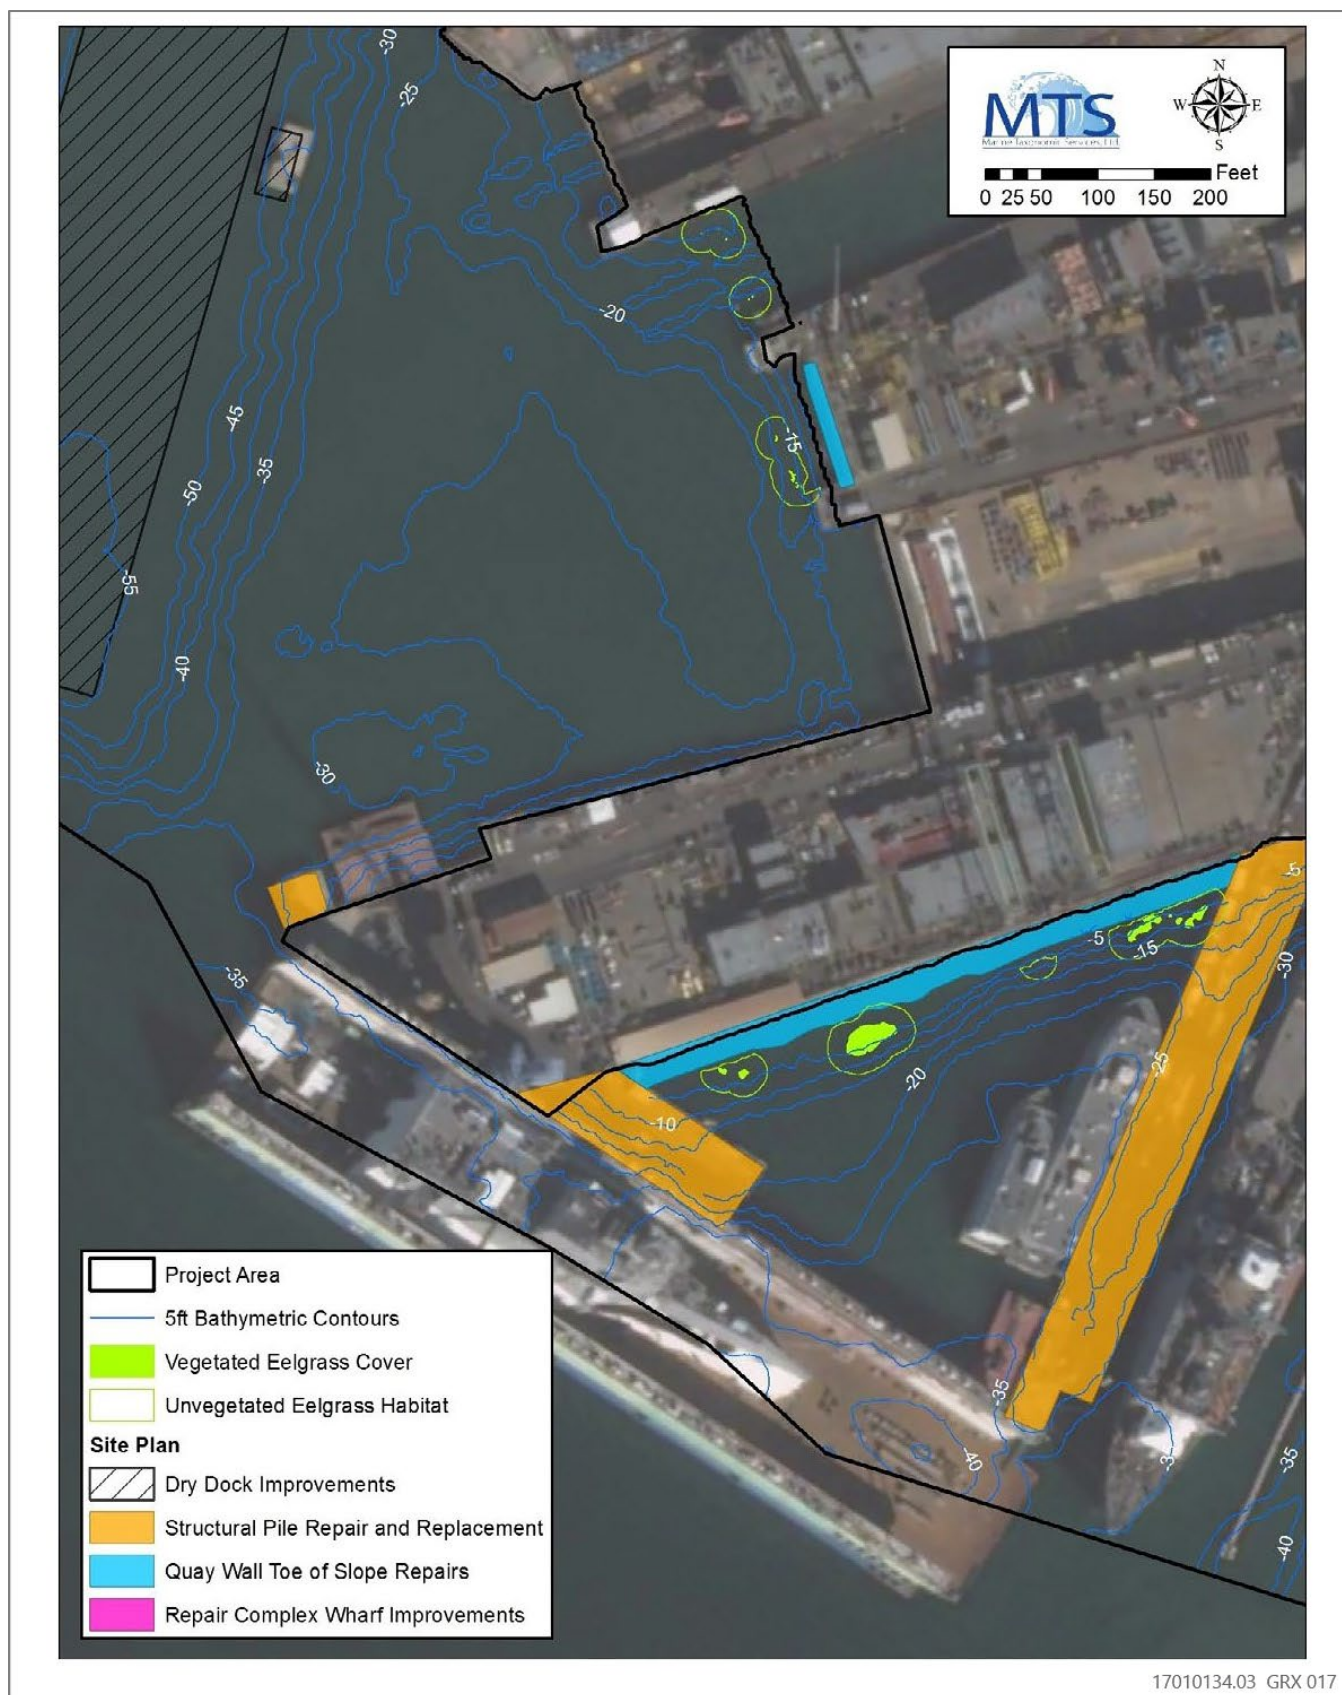 -30
-25
MTS
Marine Taxonomic Services, Ltd.
N
W E
S
Feet
0 25 50 100 150 200
-20
-15
-45
-35
-50
-55
-40
-30
-5
-5
-15
-30
-35
-25
-20
-10
-35
-40
-35
-40
Project Area
5ft Bathymetric Contours
Vegetated Eelgrass Cover
Unvegetated Eelgrass Habitat
Site Plan
Dry Dock Improvements
Structural Pile Repair and Replacement
Quay Wall Toe of Slope Repairs
Repair Complex Wharf Improvements
17010134.03 GRX 017